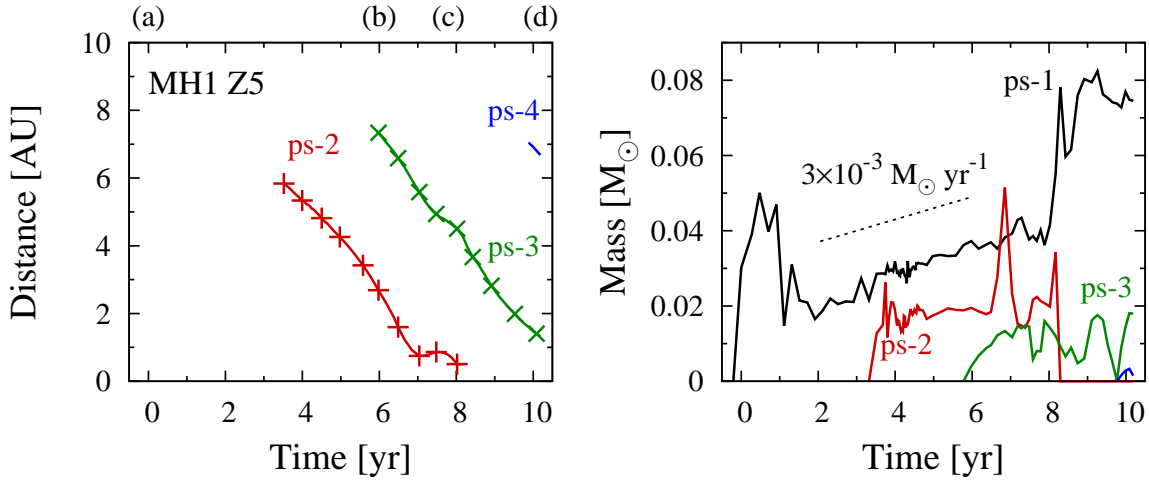 (a) (b) (c) (d)
MH1 Z5
ps-2
ps-3
ps-4
Distance [AU]
0 2 4 6 8 10
0 2 4 6 8 10
Time [yr]
ps-1
3×10⁻³ M☉ yr⁻¹
ps-2
ps-3
Mass [M☉]
0 0.02 0.04 0.06 0.08
0 2 4 6 8 10
Time [yr]